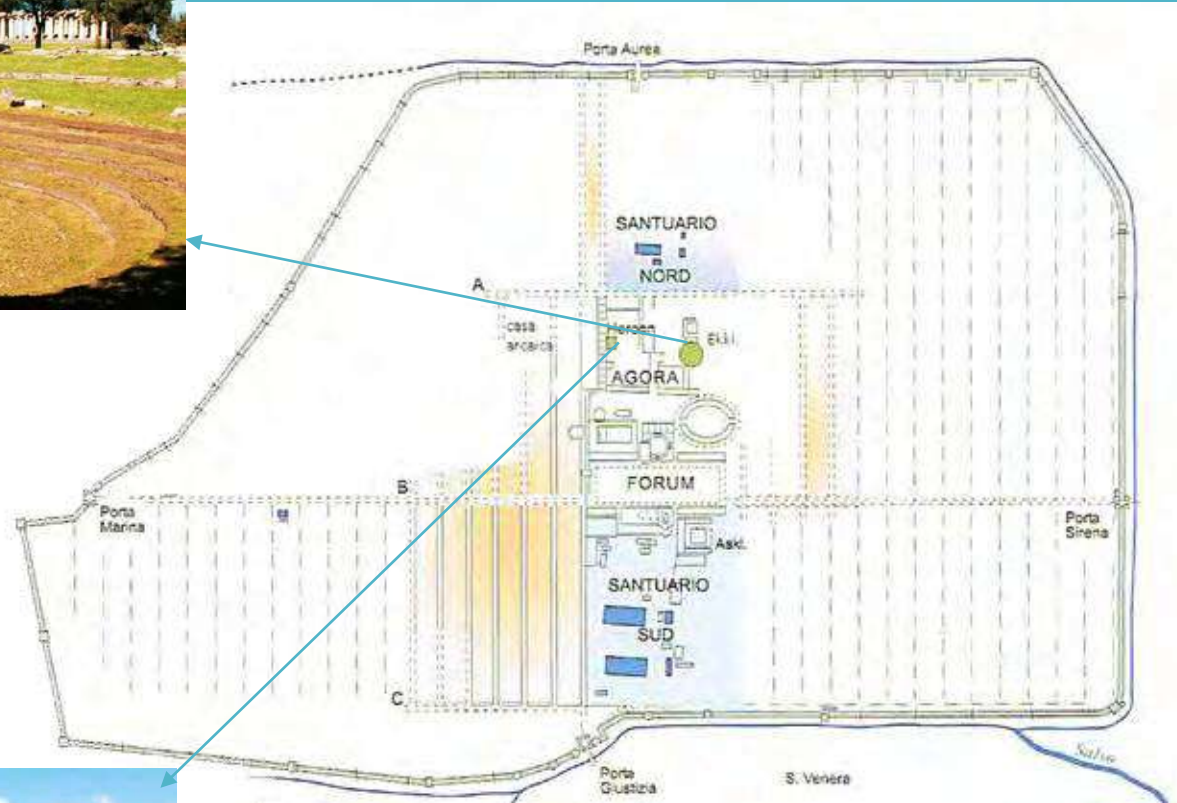 Porta Aurea
SANTUARIO
NORD
A
casa
arcaica
AGORA
B
FORUM
Porta
Marina
Porta
Sirena
Askl.
SANTUARIO
SUD
C
Porta
Giustizia
S. Venera
Salso